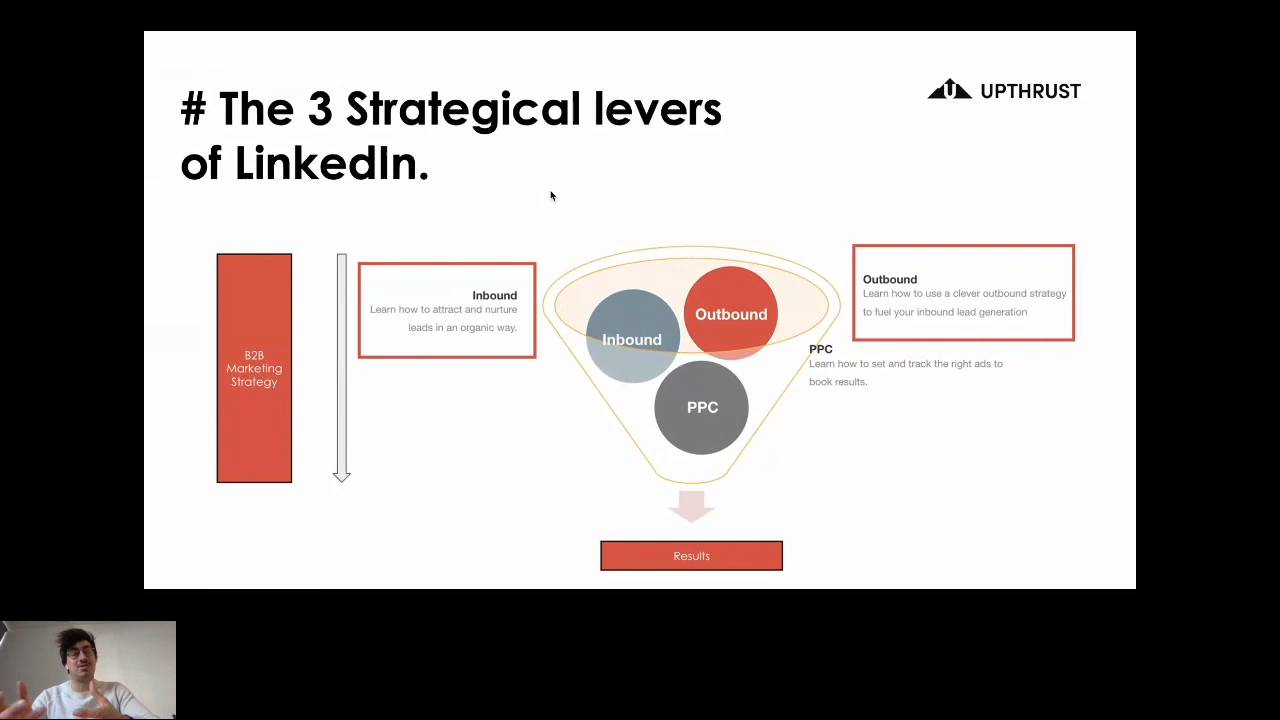 # The 3 Strategical levers
of LinkedIn.
UPTHRUST
B2B
Marketing
Strategy
Inbound
Learn how to attract and nurture
leads in an organic way.
Inbound
Outbound
PPC
Outbound
Learn how to use a clever outbound strategy
to fuel your inbound lead generation
PPC
Learn how to set and track the right ads to
book results.
Results